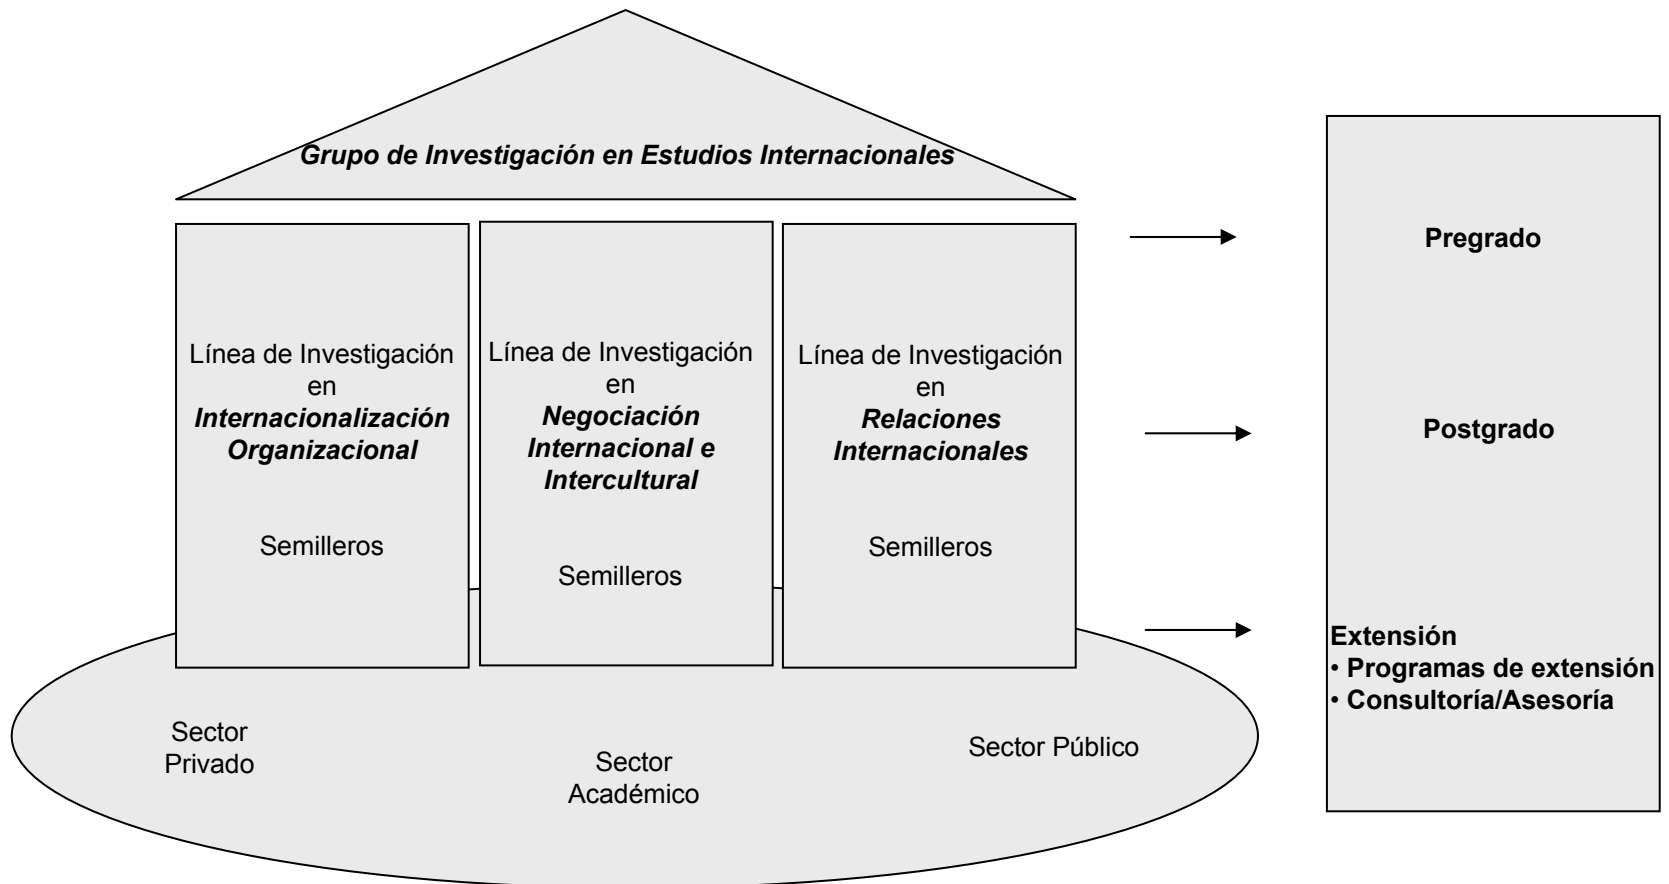 Grupo de Investigación en Estudios Internacionales
Línea de Investigación
en
Internacionalización
Organizacional
Semilleros
Línea de Investigación
en
Negociación
Internacional e
Intercultural
Semilleros
Línea de Investigación
en
Relaciones
Internacionales
Semilleros
Sector
Privado
Sector
Académico
Sector Público
Pregrado
Postgrado
Extensión
• Programas de extensión
• Consultoría/Asesoría